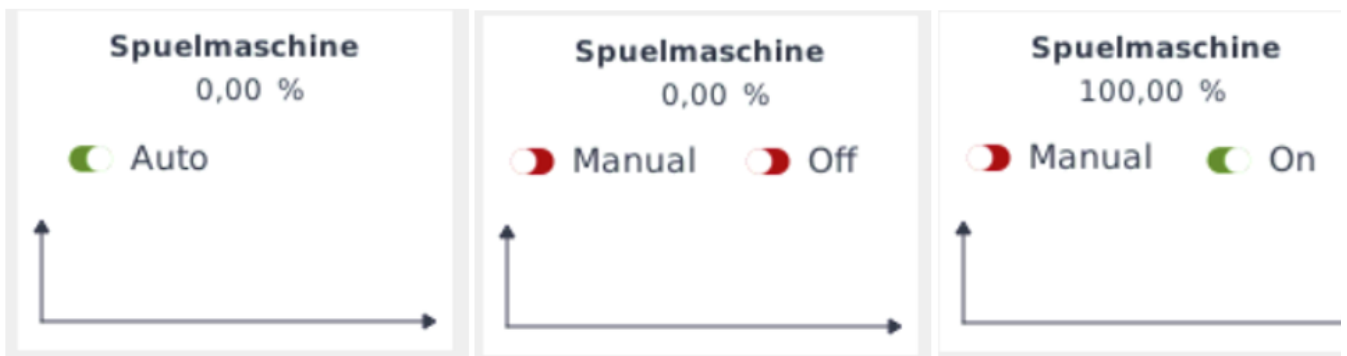 Spuelmaschine
0,00 %
Auto
Spuelmaschine
0,00 %
Manual Off
Spuelmaschine
100,00 %
Manual On